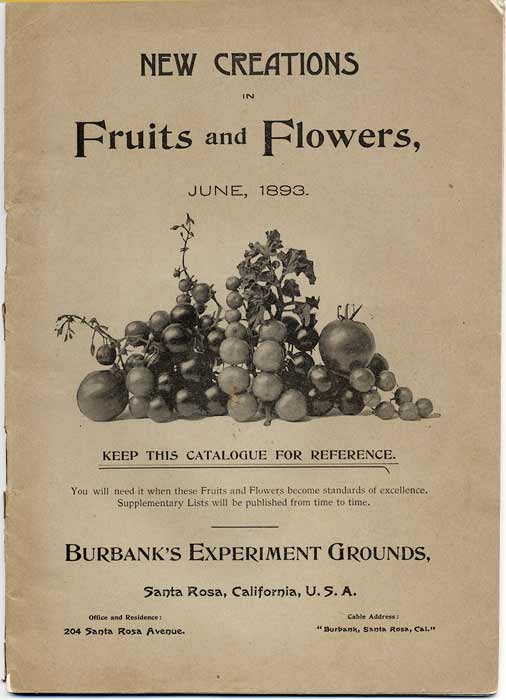 NEW CREATIONS
IN
Fruits and Flowers,
JUNE, 1893.
KEEP THIS CATALOGUE FOR REFERENCE.
You will need it when these Fruits and Flowers become standards of excellence.
Supplementary Lists will be published from time to time.
BURBANK'S EXPERIMENT GROUNDS,
Santa Rosa, California, U. S. A.
Office and Residence:
204 Santa Rosa Avenue.
Cable Address:
"Burbank, Santa Rosa, Cal."